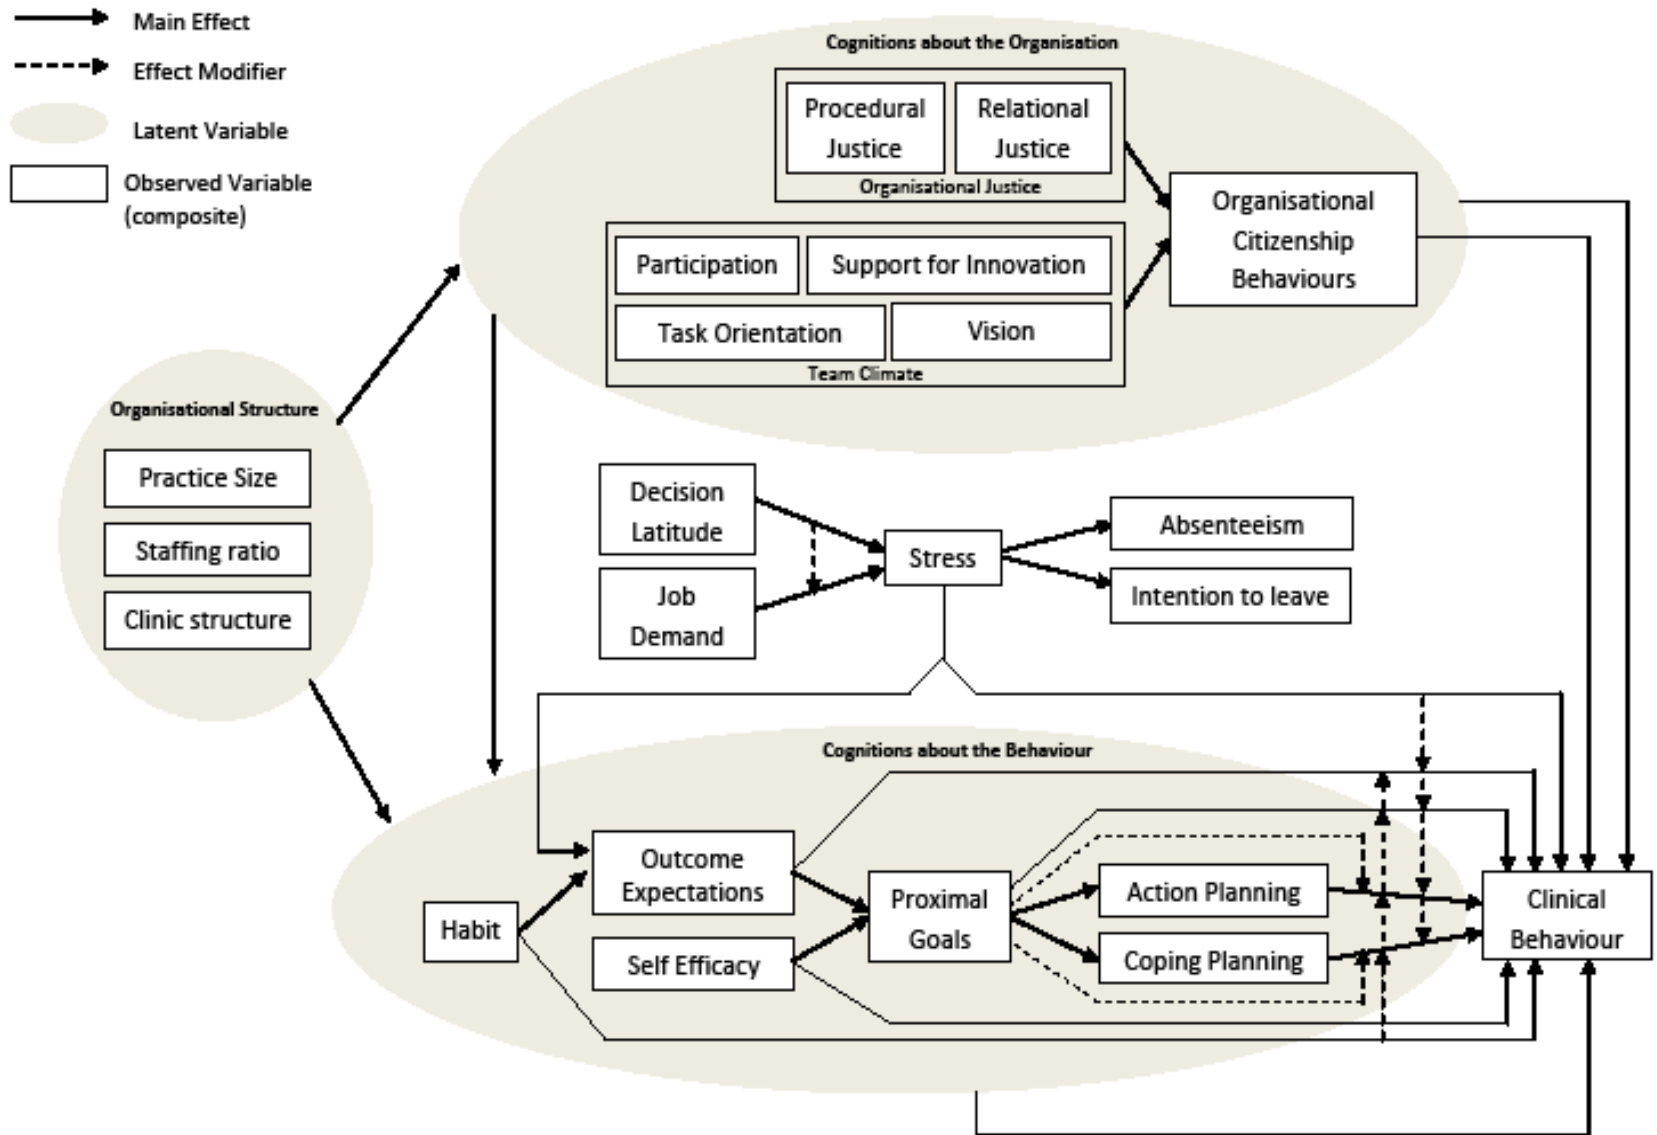 Main Effect
Effect Modifier
Latent Variable
Observed Variable
(composite)
Cognitions about the Organisation
Procedural
Justice
Relational
Justice
Organisational Justice
Participation
Support for Innovation
Task Orientation
Vision
Team Climate
Organisational
Citizenship
Behaviours
Organisational Structure
Practice Size
Staffing ratio
Clinic structure
Decision
Latitude
Job
Demand
Stress
Absenteeism
Intention to leave
Cognitions about the Behaviour
Habit
Outcome
Expectations
Self Efficacy
Proximal
Goals
Action Planning
Coping Planning
Clinical
Behaviour